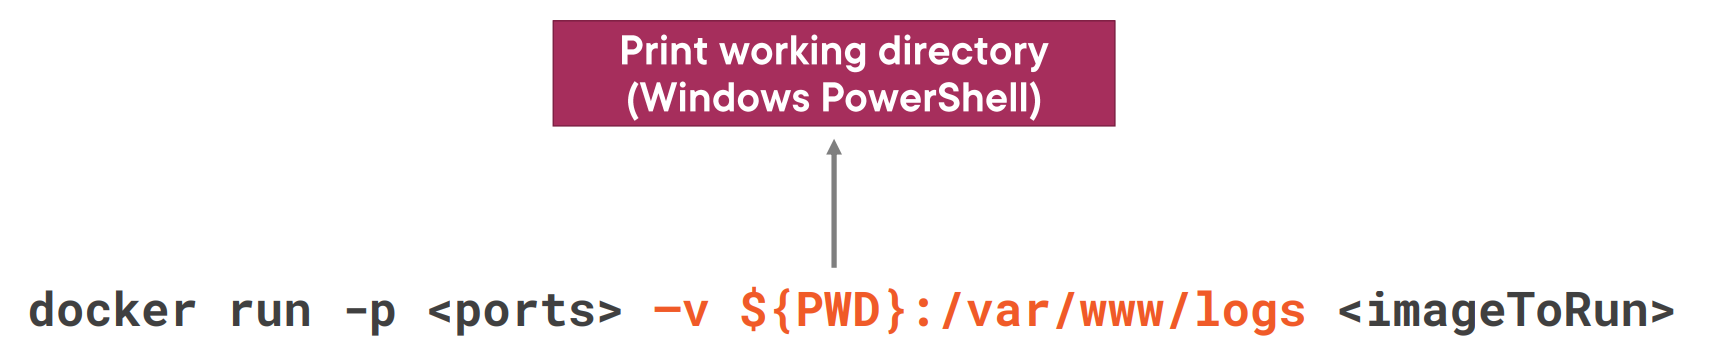 Print working directory
(Windows PowerShell)
docker run -p <ports> –v ${PWD}:/var/www/logs <imageToRun>